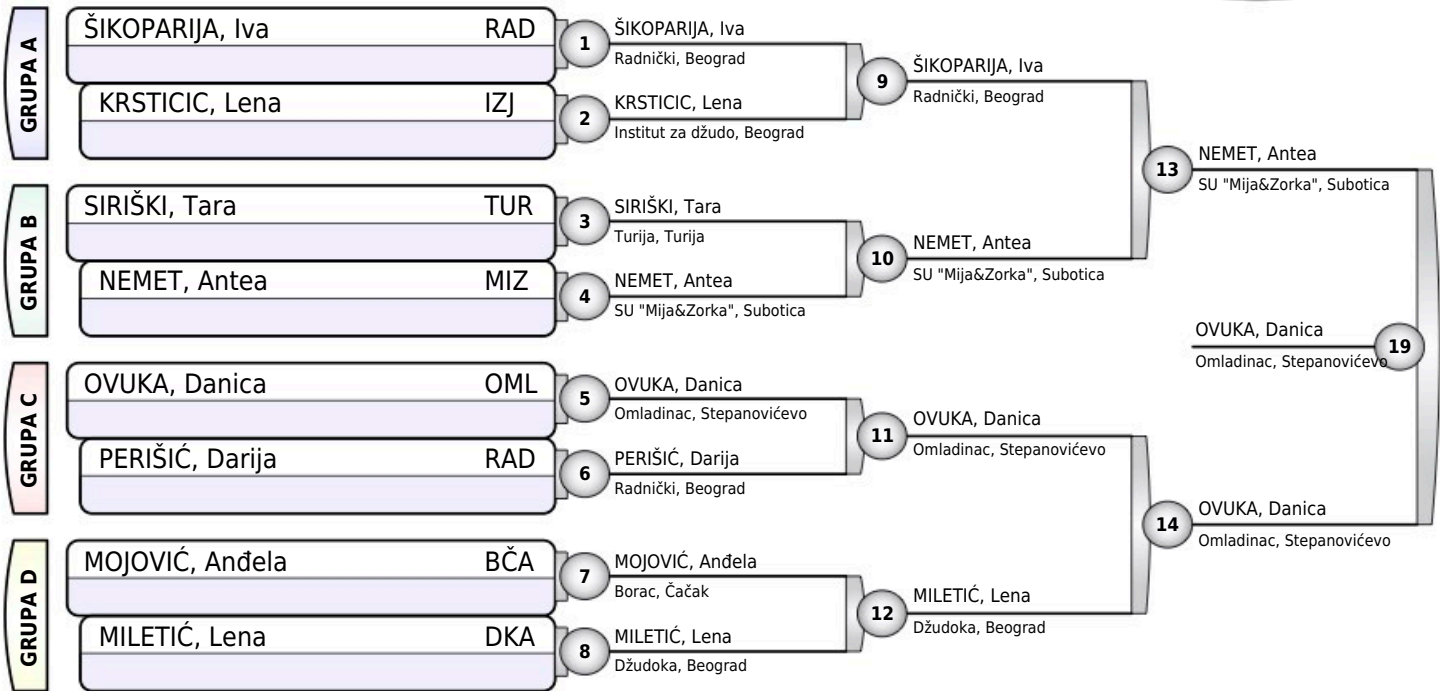 GRUPA A
ŠIKOPARIJA, Iva RAD
KRSTICIC, Lena IZJ
1
ŠIKOPARIJA, Iva
Radnički, Beograd
2
KRSTICIC, Lena
Institut za džudo, Beograd
9
ŠIKOPARIJA, Iva
Radnički, Beograd
GRUPA B
SIRIŠKI, Tara TUR
NEMET, Antea MIZ
3
SIRIŠKI, Tara
Turija, Turija
4
NEMET, Antea
SU "Mija&Zorka", Subotica
10
NEMET, Antea
SU "Mija&Zorka", Subotica
13
NEMET, Antea
SU "Mija&Zorka", Subotica
GRUPA C
OVUKA, Danica OML
PERIŠIĆ, Darija RAD
5
OVUKA, Danica
Omladinac, Stepanovićevo
6
PERIŠIĆ, Darija
Radnički, Beograd
11
OVUKA, Danica
Omladinac, Stepanovićevo
GRUPA D
MOJOVIĆ, Anđela BČA
MILETIĆ, Lena DKA
7
MOJOVIĆ, Anđela
Borac, Čačak
8
MILETIĆ, Lena
Džudoka, Beograd
12
MILETIĆ, Lena
Džudoka, Beograd
14
OVUKA, Danica
Omladinac, Stepanovićevo
OVUKA, Danica
Omladinac, Stepanovićevo
19